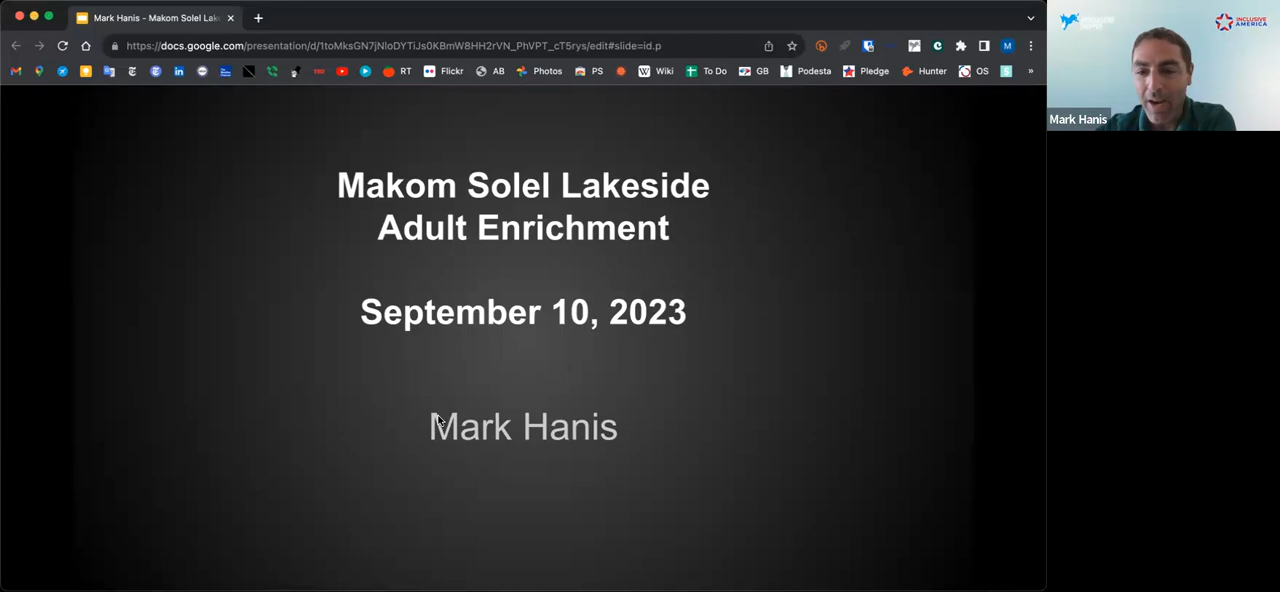 Mark Hanis - Makom Solel Lak
https://docs.google.com/presentation/d/1toMksGN7jNloDYTiJs0KBmW8HH2rVN_PhVPT_cT5rys/edit#slide=id.p
M
RT
Flickr
AB
Photos
PS
W Wiki
To Do
GB
Podesta
Pledge
Hunter
OS
»
INCLUSIVE
AMERICA
Mark Hanis
Makom Solel Lakeside
Adult Enrichment
September 10, 2023
Mark Hanis